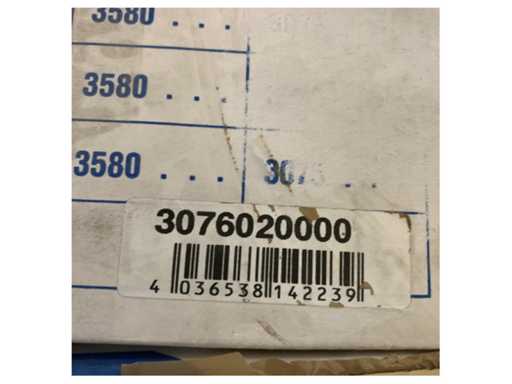 3580 . . .
3580 . . .
3580 . . .
3076020000
4 036538 142239